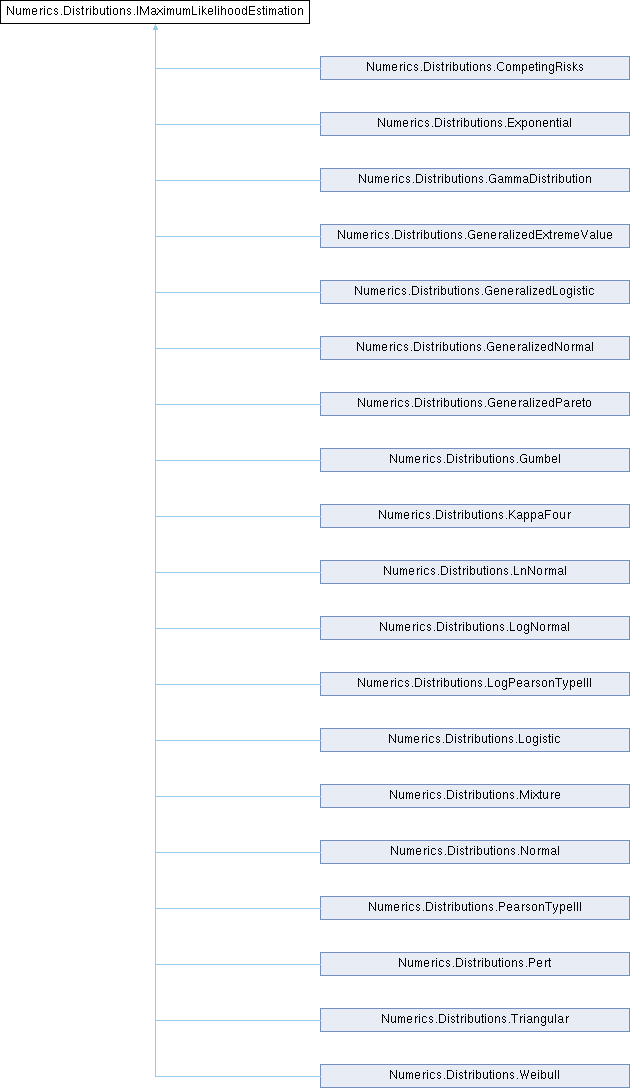 Numerics.Distributions.IMaximumLikelihoodEstimation
Numerics.Distributions.CompetingRisks
Numerics.Distributions.Exponential
Numerics.Distributions.GammaDistribution
Numerics.Distributions.GeneralizedExtremeValue
Numerics.Distributions.GeneralizedLogistic
Numerics.Distributions.GeneralizedNormal
Numerics.Distributions.GeneralizedPareto
Numerics.Distributions.Gumbel
Numerics.Distributions.KappaFour
Numerics.Distributions.LnNormal
Numerics.Distributions.LogNormal
Numerics.Distributions.LogPearsonTypeIII
Numerics.Distributions.Logistic
Numerics.Distributions.Mixture
Numerics.Distributions.Normal
Numerics.Distributions.PearsonTypeIII
Numerics.Distributions.Pert
Numerics.Distributions.Triangular
Numerics.Distributions.Weibull